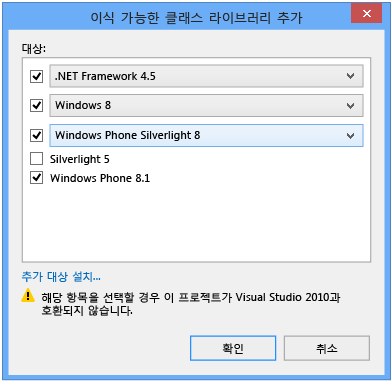 이식 가능한 클래스 라이브러리 추가
대상:
.NET Framework 4.5
Windows 8
Windows Phone Silverlight 8
Silverlight 5
Windows Phone 8.1
추가 대상 설치...
해당 항목을 선택할 경우 이 프로젝트가 Visual Studio 2010과
호환되지 않습니다.
확인
취소